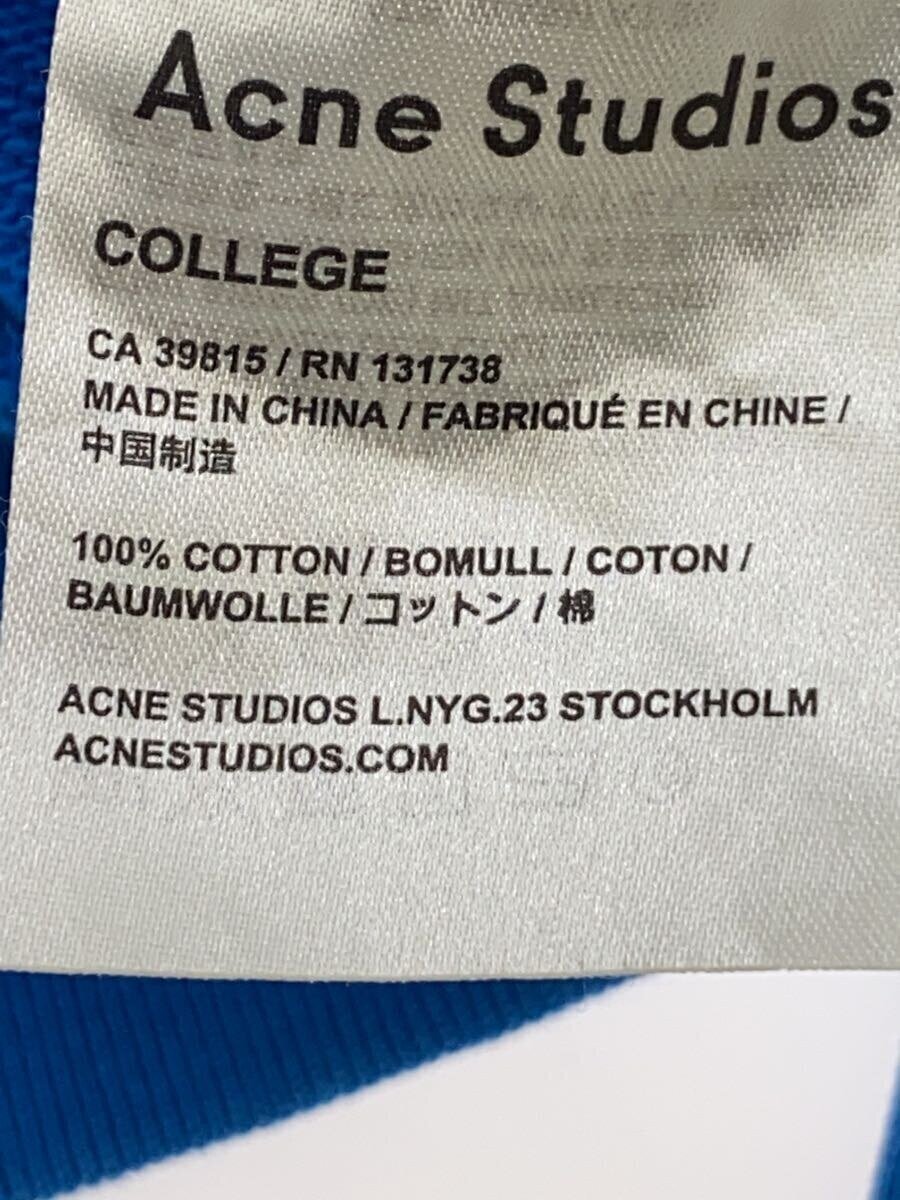 Acne Studios
COLLEGE
CA 39815 / RN 131738
MADE IN CHINA / FABRIQUÉ EN CHINE /
中国制造
100% COTTON / BOMULL / COTON /
BAUMWOLLE / コットン / 棉
ACNE STUDIOS L.NYG.23 STOCKHOLM
ACNESTUDIOS.COM